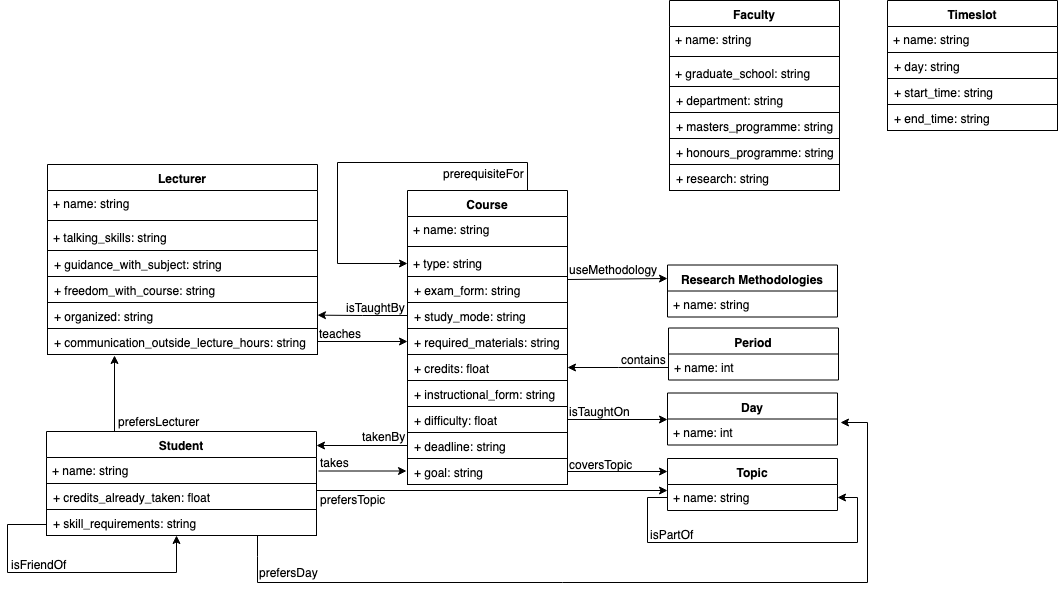 Faculty
+ name: string
+ graduate_school: string
+ department: string
+ masters_programme: string
+ honours_programme: string
+ research: string
Timeslot
+ name: string
+ day: string
+ start_time: string
+ end_time: string
Lecturer
+ name: string
+ talking_skills: string
+ guidance_with_subject: string
+ freedom_with_course: string
+ organized: string
+ communication_outside_lecture_hours: string
prerequisiteFor
Course
+ name: string
+ type: string
+ exam_form: string
+ study_mode: string
+ required_materials: string
+ credits: float
+ instructional_form: string
+ difficulty: float
+ deadline: string
+ goal: string
useMethodology
Research Methodologies
+ name: string
isTaughtBy
teaches
contains
Period
+ name: int
isTaughtOn
Day
+ name: int
prefersLecturer
Student
+ name: string
+ credits_already_taken: float
+ skill_requirements: string
takenBy
takes
coversTopic
Topic
+ name: string
prefersTopic
isPartOf
isFriendOf
prefersDay